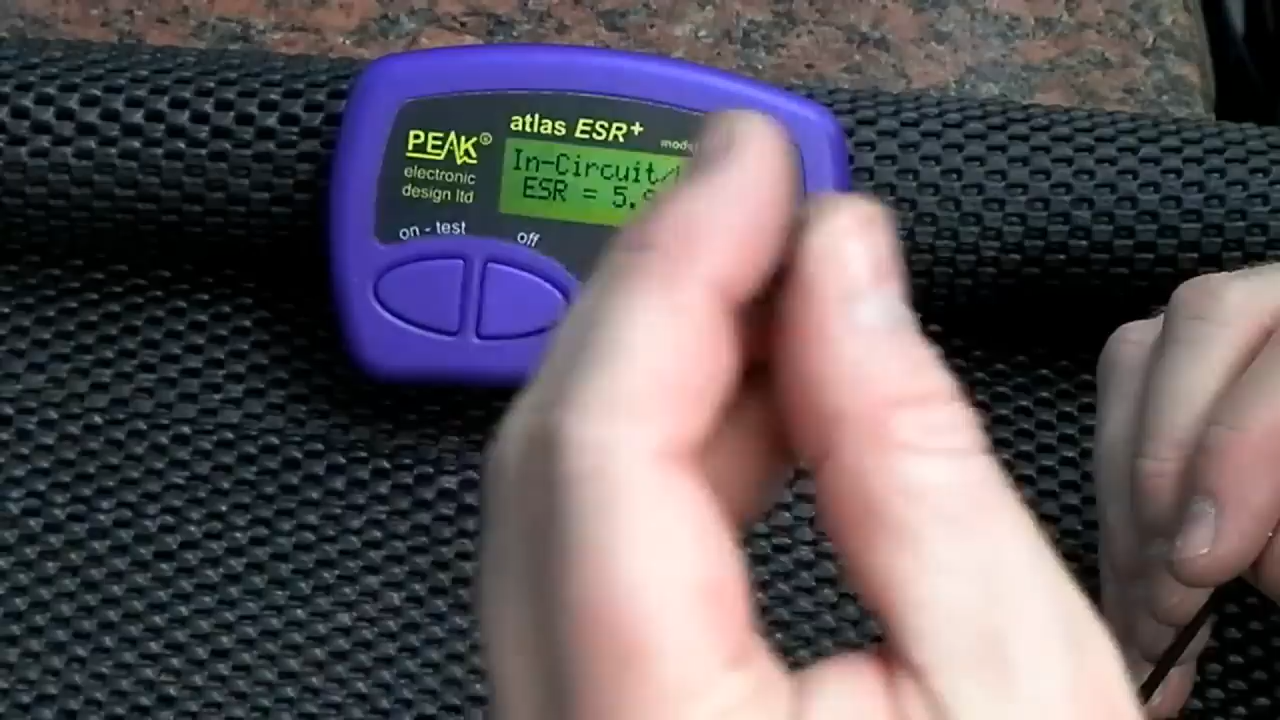 atlas ESR+
PEAK®
electronic
design ltd
In-Circuit/
ESR = 5.
on - test
off